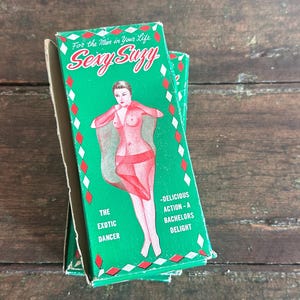 For the Man in Your Life
Sexy Suzy
THE
EXOTIC
DANCER
-DELICIOUS
ACTION - A
BACHELORS
DELIGHT